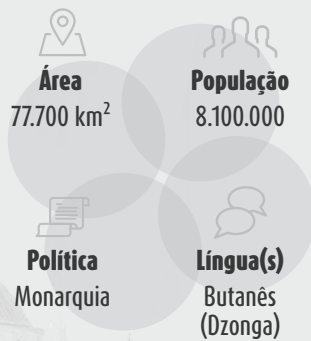 Área
77.700 km²
População
8.100.000
Política
Monarquia
Língua(s)
Butanês
(Dzonga)